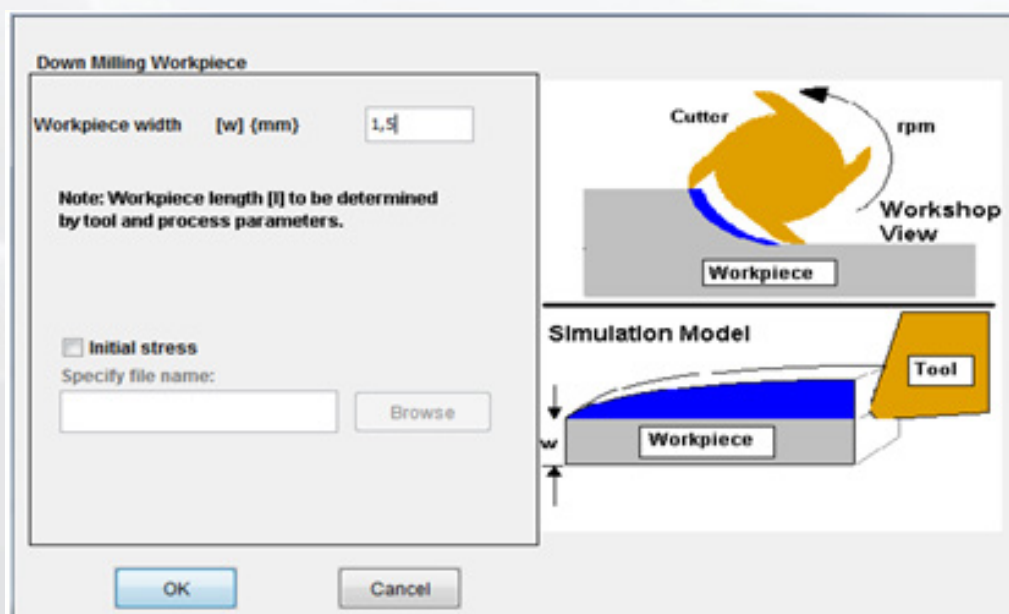 Down Milling Workpiece
Workpiece width [w] {mm} 1,5
Note: Workpiece length [l] to be determined
by tool and process parameters.
Initial stress
Specify file name:
Browse
OK Cancel
Cutter
rpm
Workshop
View
Workpiece
Simulation Model
Tool
w
Workpiece